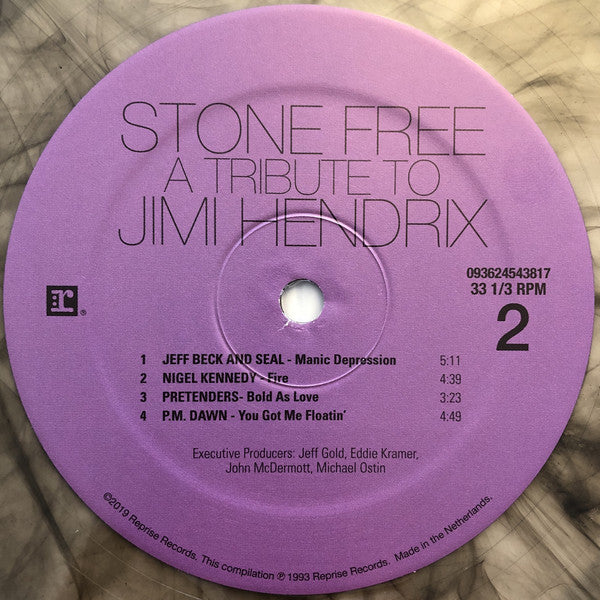 STONE FREE
A TRIBUTE TO
JIMI HENDRIX
093624543817
33 1/3 RPM
2
r®
1 JEFF BECK AND SEAL - Manic Depression 5:11
2 NIGEL KENNEDY - Fire 4:39
3 PRETENDERS- Bold As Love 3:23
4 P.M. DAWN - You Got Me Floatin' 4:49
Executive Producers: Jeff Gold, Eddie Kramer,
John McDermott, Michael Ostin
©2019 Reprise Records. This compilation ℗ 1993 Reprise Records. Made in the Netherlands.